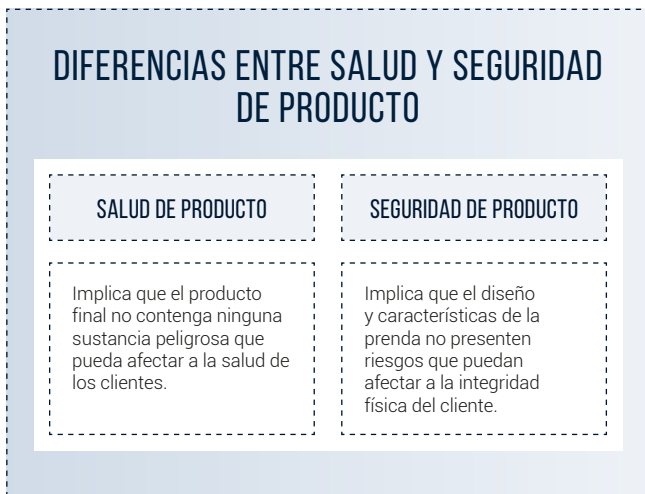 DIFERENCIAS ENTRE SALUD Y SEGURIDAD
DE PRODUCTO
SALUD DE PRODUCTO
Implica que el producto
final no contenga ninguna
sustancia peligrosa que
pueda afectar a la salud de
los clientes.
SEGURIDAD DE PRODUCTO
Implica que el diseño
y características de la
prenda no presenten
riesgos que puedan
afectar a la integridad
física del cliente.